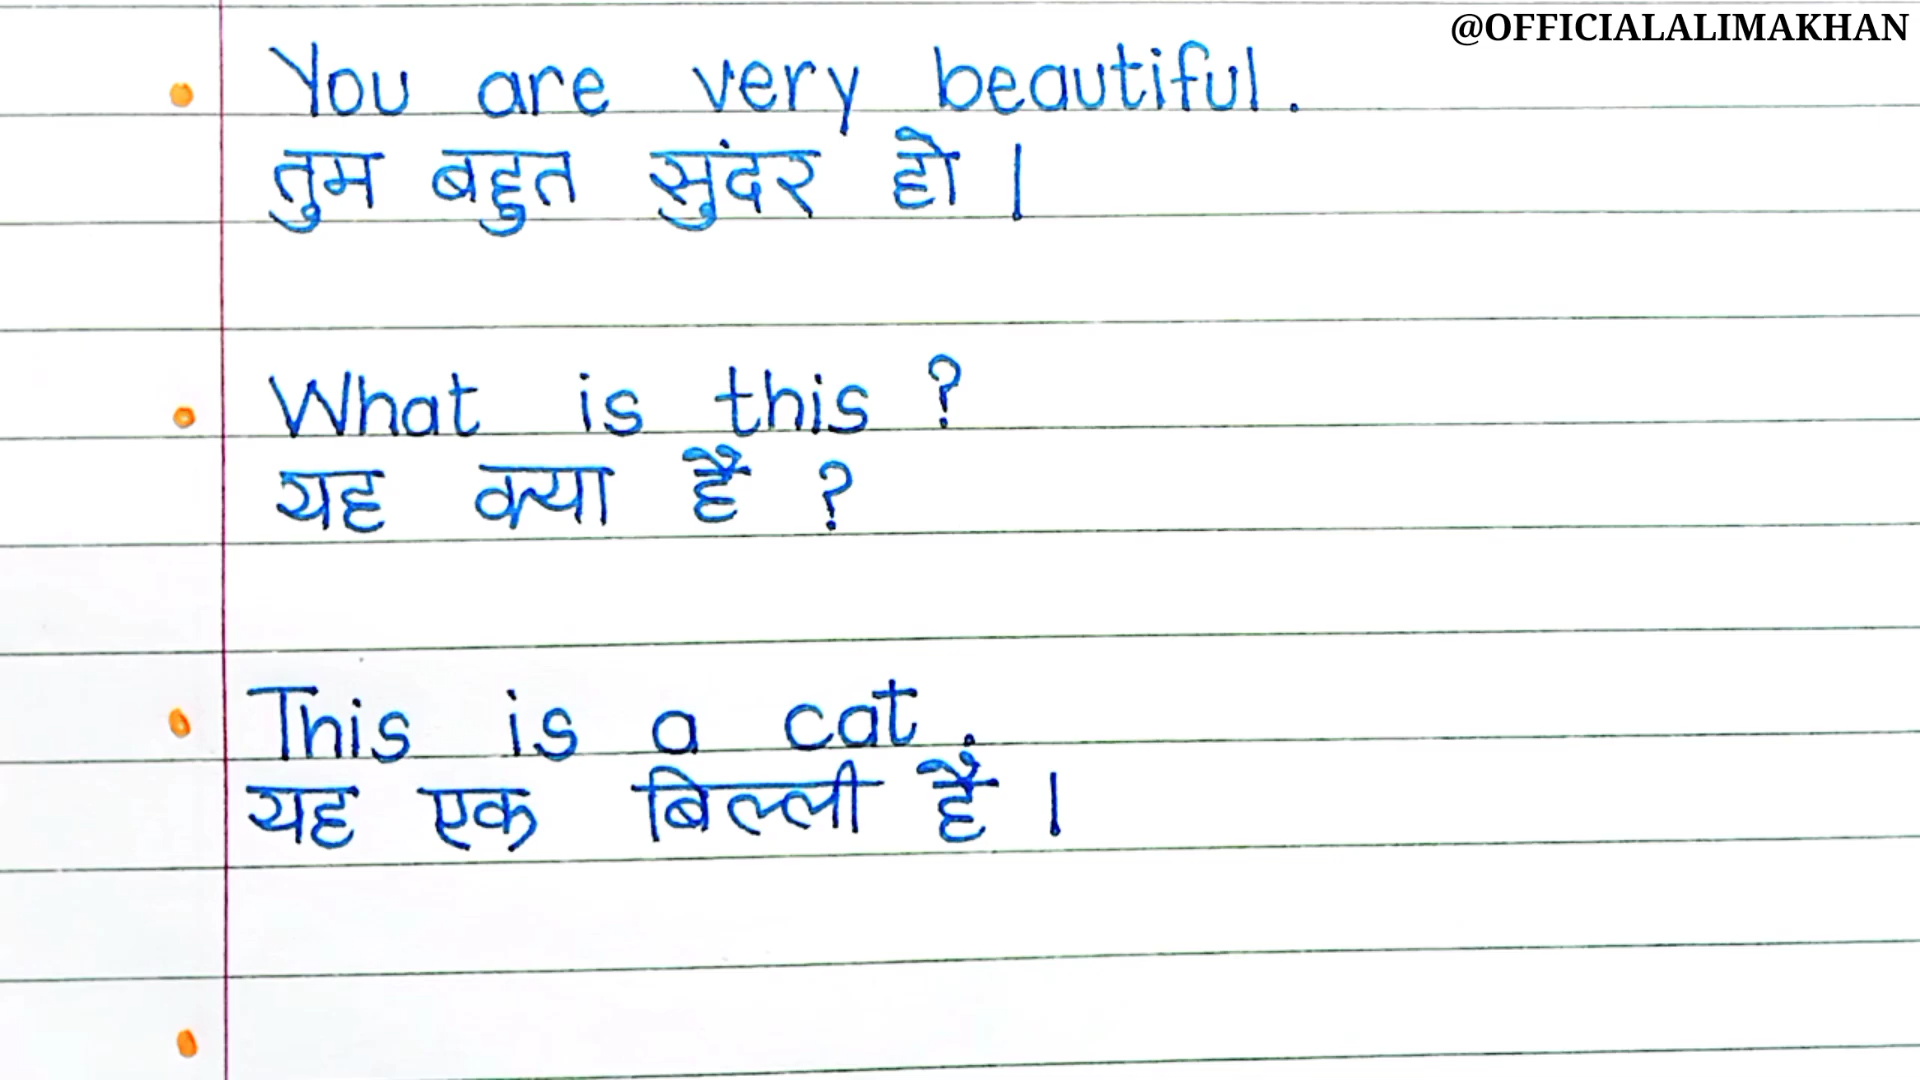 @OFFICIALALIMAKHAN
You are very beautiful.
तुम बहुत सुंदर हो ।
What is this ?
यह क्या हैं ?
This is a cat.
यह एक बिल्ली हैं ।